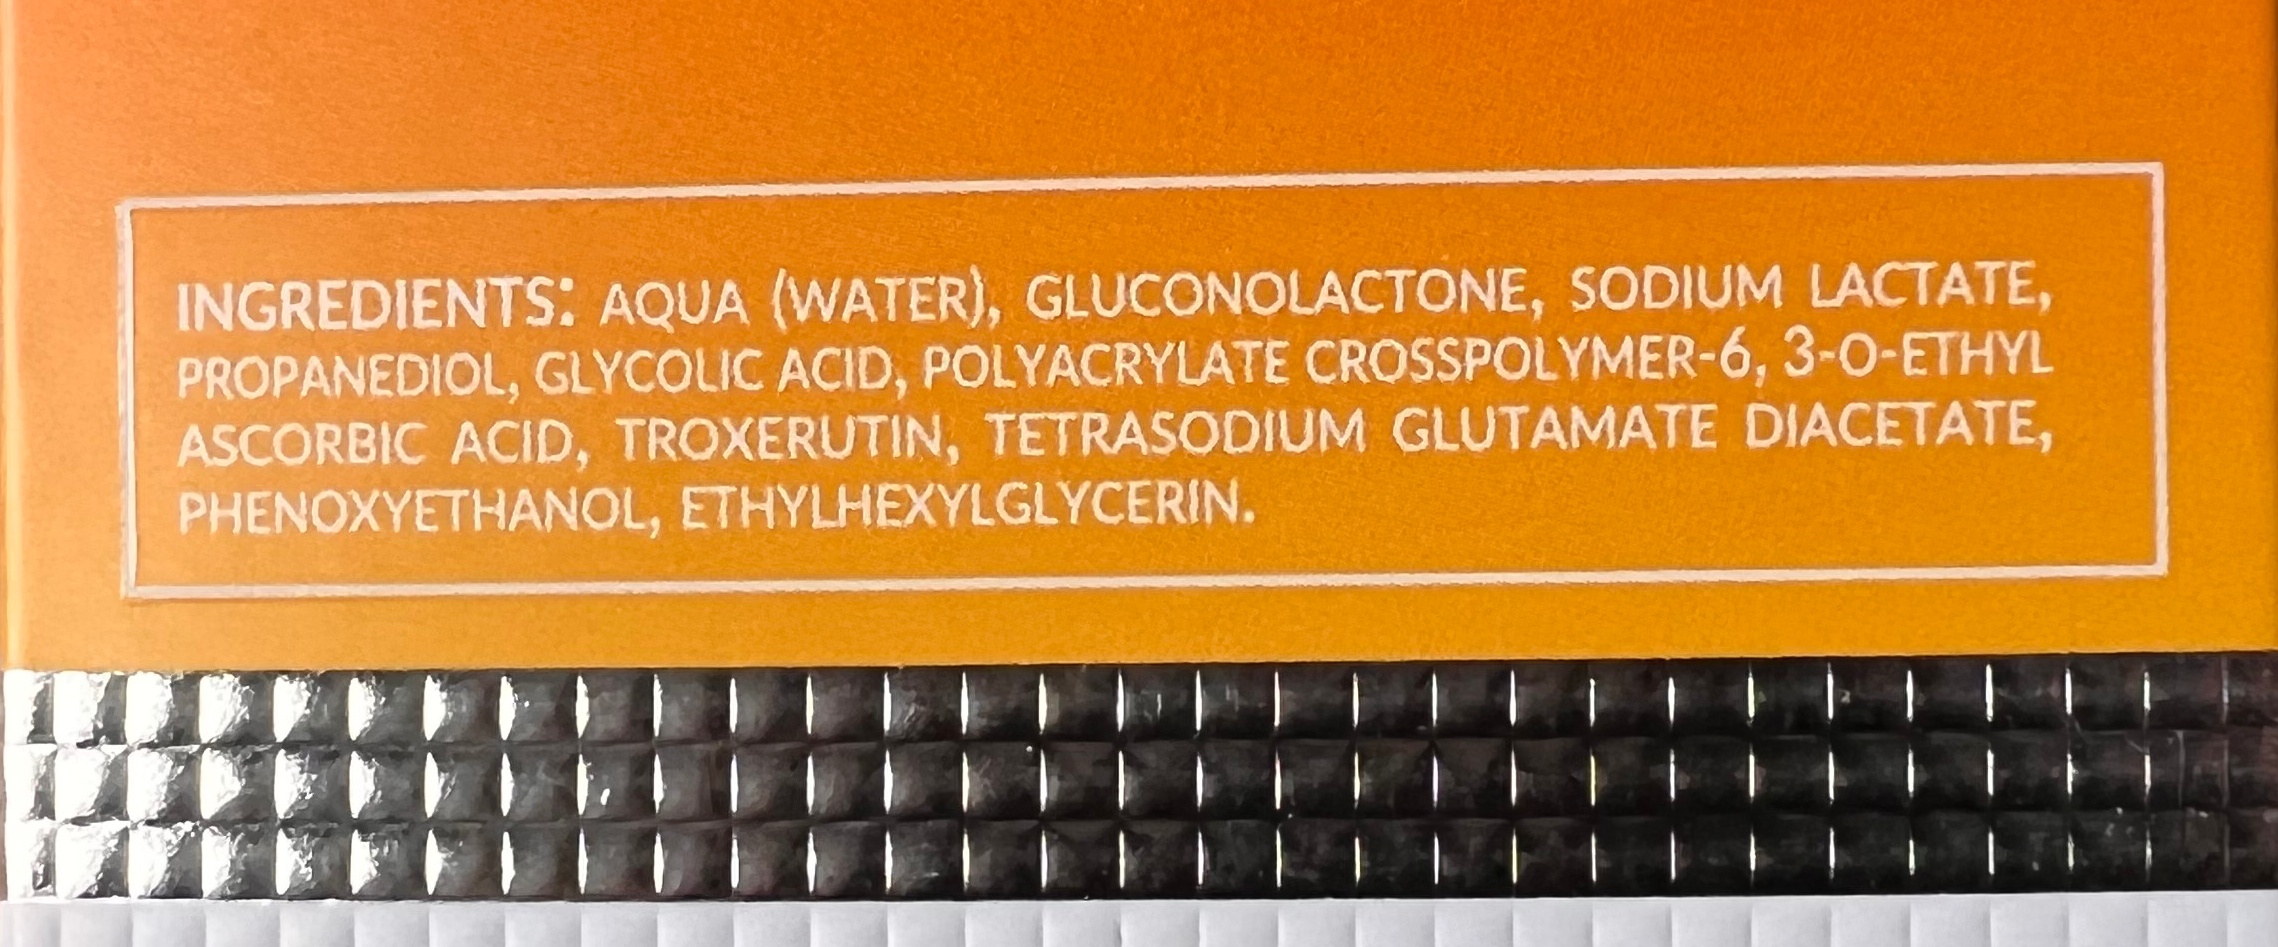 INGREDIENTS: AQUA (WATER), GLUCONOLACTONE, SODIUM LACTATE,
PROPANEDIOL, GLYCOLIC ACID, POLYACRYLATE CROSSPOLYMER-6, 3-O-ETHYL
ASCORBIC ACID, TROXERUTIN, TETRASODIUM GLUTAMATE DIACETATE,
PHENOXYETHANOL, ETHYLHEXYLGLYCERIN.